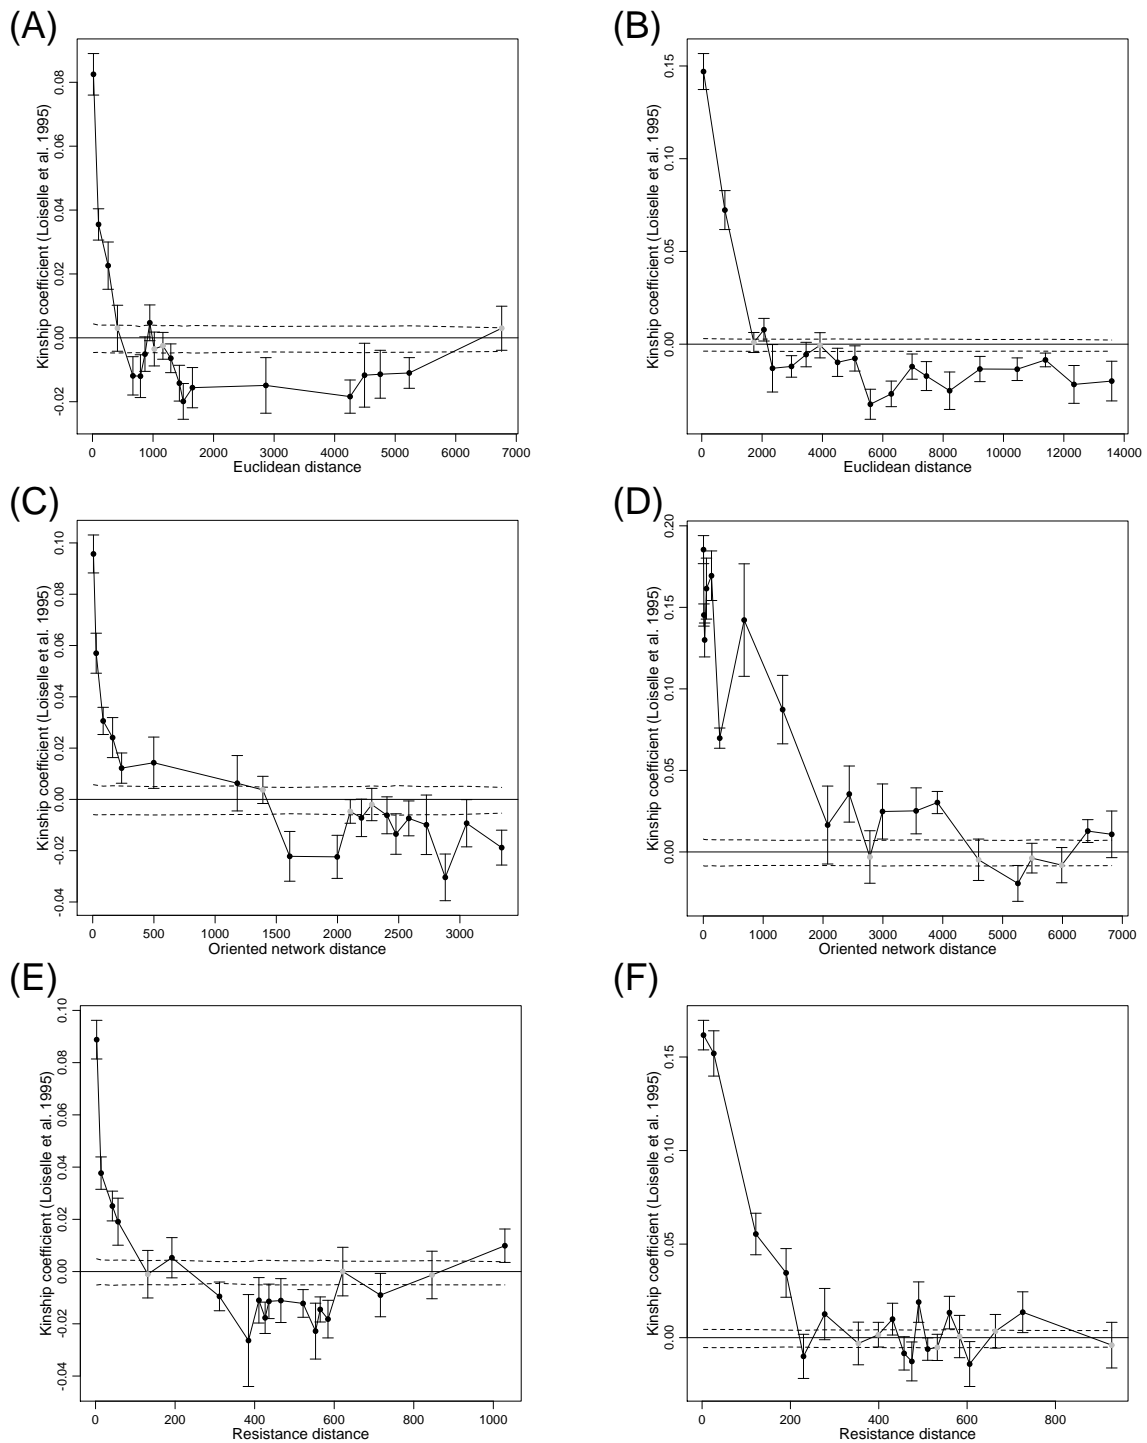 (A)
Kinship coefficient (Loiselle et al. 1995)
0.08
0.06
0.04
0.02
0.00
-0.02
0 1000 2000 3000 4000 5000 6000 7000
Euclidean distance
(B)
Kinship coefficient (Loiselle et al. 1995)
0.15
0.10
0.05
0.00
0 2000 4000 6000 8000 10000 12000 14000
Euclidean distance
(C)
Kinship coefficient (Loiselle et al. 1995)
0.10
0.08
0.06
0.04
0.02
0.00
-0.02
-0.04
0 500 1000 1500 2000 2500 3000
Oriented network distance
(D)
Kinship coefficient (Loiselle et al. 1995)
0.20
0.15
0.10
0.05
0.00
0 1000 2000 3000 4000 5000 6000 7000
Oriented network distance
(E)
Kinship coefficient (Loiselle et al. 1995)
0.10
0.08
0.06
0.04
0.02
0.00
-0.02
-0.04
0 200 400 600 800 1000
Resistance distance
(F)
Kinship coefficient (Loiselle et al. 1995)
0.15
0.10
0.05
0.00
0 200 400 600 800
Resistance distance